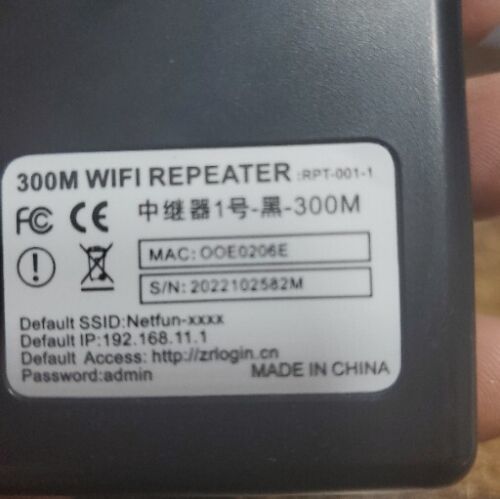 300M WIFI REPEATER :RPT-001-1
FC CE 中继器1号-黑-300M
MAC: OOE0206E
S/N: 2022102582M
Default SSID:Netfun-xxxx
Default IP:192.168.11.1
Default Access: http://zrlogin.cn
Password:admin MADE IN CHINA